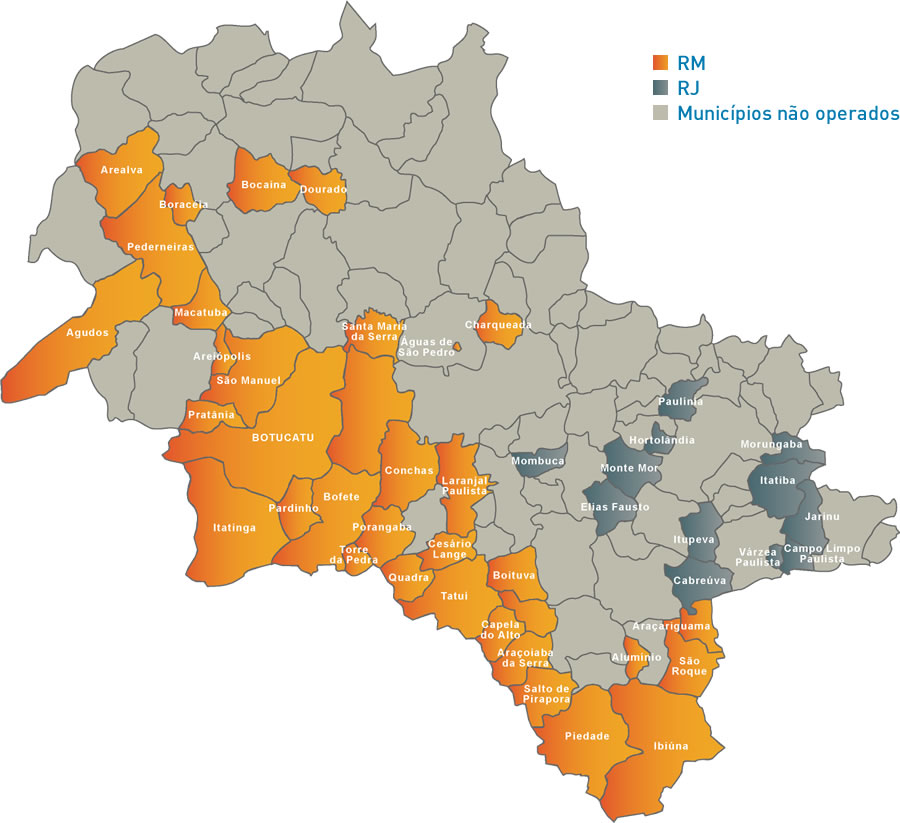 RM
RJ
Municípios não operados
Arealva
Bocaina
Dourado
Boracéia
Pederneiras
Macatuba
Agudos
Santa Maria
da Serra
Charqueada
Águas de
São Pedro
Areiópolis
São Manuel
Pratânia
BOTUCATU
Paulínia
Hortolândia
Morungaba
Mombuca
Monte Mor
Itatiba
Conchas
Laranjal
Paulista
Elias Fausto
Jarinu
Bofete
Pardinho
Itatinga
Porangaba
Itupeva
Torre
da Pedra
Cesário
Lange
Várzea
Paulista
Campo Limpo
Paulista
Quadra
Tatuí
Boituva
Cabreúva
Capela
do Alto
Araçariguama
Araçoiaba
da Serra
Alumínio
São
Roque
Salto de
Pirapora
Piedade
Ibiúna